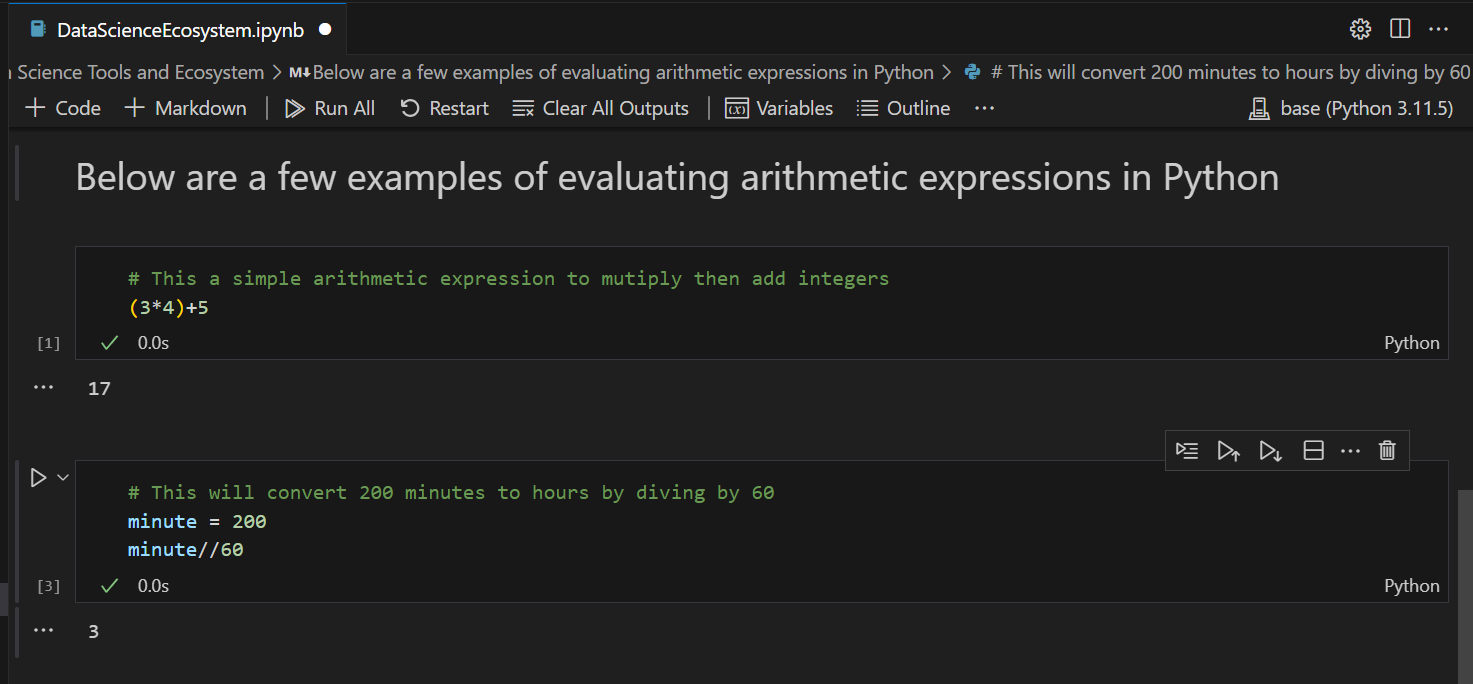 DataScienceEcosystem.ipynb
Science Tools and Ecosystem > M↓Below are a few examples of evaluating arithmetic expressions in Python > # This will convert 200 minutes to hours by diving by 60
+ Code + Markdown | Run All Restart Clear All Outputs | (x) Variables Outline ··· base (Python 3.11.5)
Below are a few examples of evaluating arithmetic expressions in Python
# This a simple arithmetic expression to mutiply then add integers
(3*4)+5
[1] ✓ 0.0s Python
··· 17
# This will convert 200 minutes to hours by diving by 60
minute = 200
minute//60
[3] ✓ 0.0s Python
··· 3